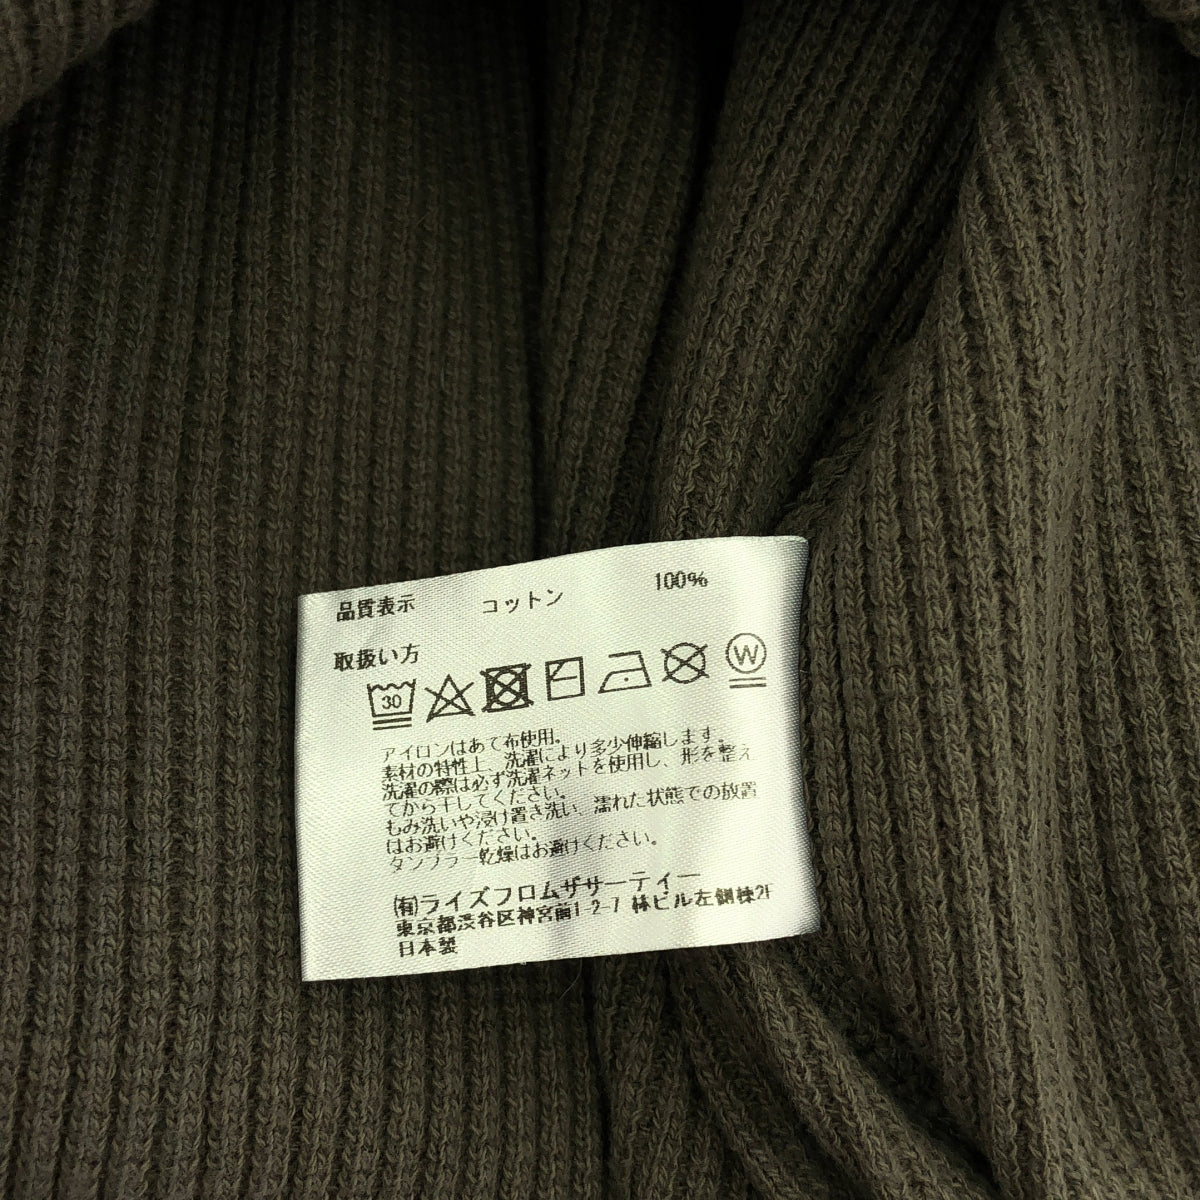 品質表示 コットン 100%
取扱い方
30 W
アイロンはあて布使用。
素材の特性上、洗濯により多少伸縮します。
洗濯の際は必ず洗濯ネットを使用し、形を整え
てから干してください。
もみ洗いや浸け置き洗い、濡れた状態での放置
はお避けください。
タンブラー乾燥はお避けください。
(有)ライズフロムザサーティー
東京都渋谷区神宮前1-2-7 林ビル左側棟2F
日本製